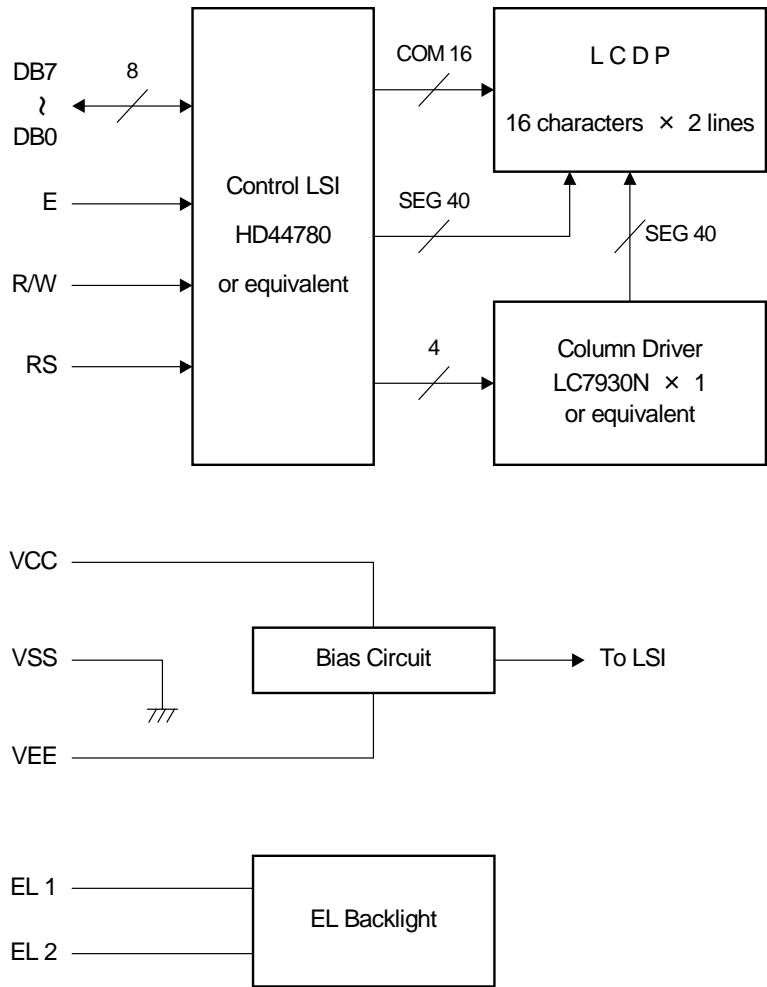 DB7
~
DB0
8
E
R/W
RS
Control LSI
HD44780
or equivalent
COM 16
SEG 40
4
L C D P
16 characters × 2 lines
SEG 40
Column Driver
LC7930N × 1
or equivalent
VCC
VSS
VEE
Bias Circuit
To LSI
EL 1
EL 2
EL Backlight